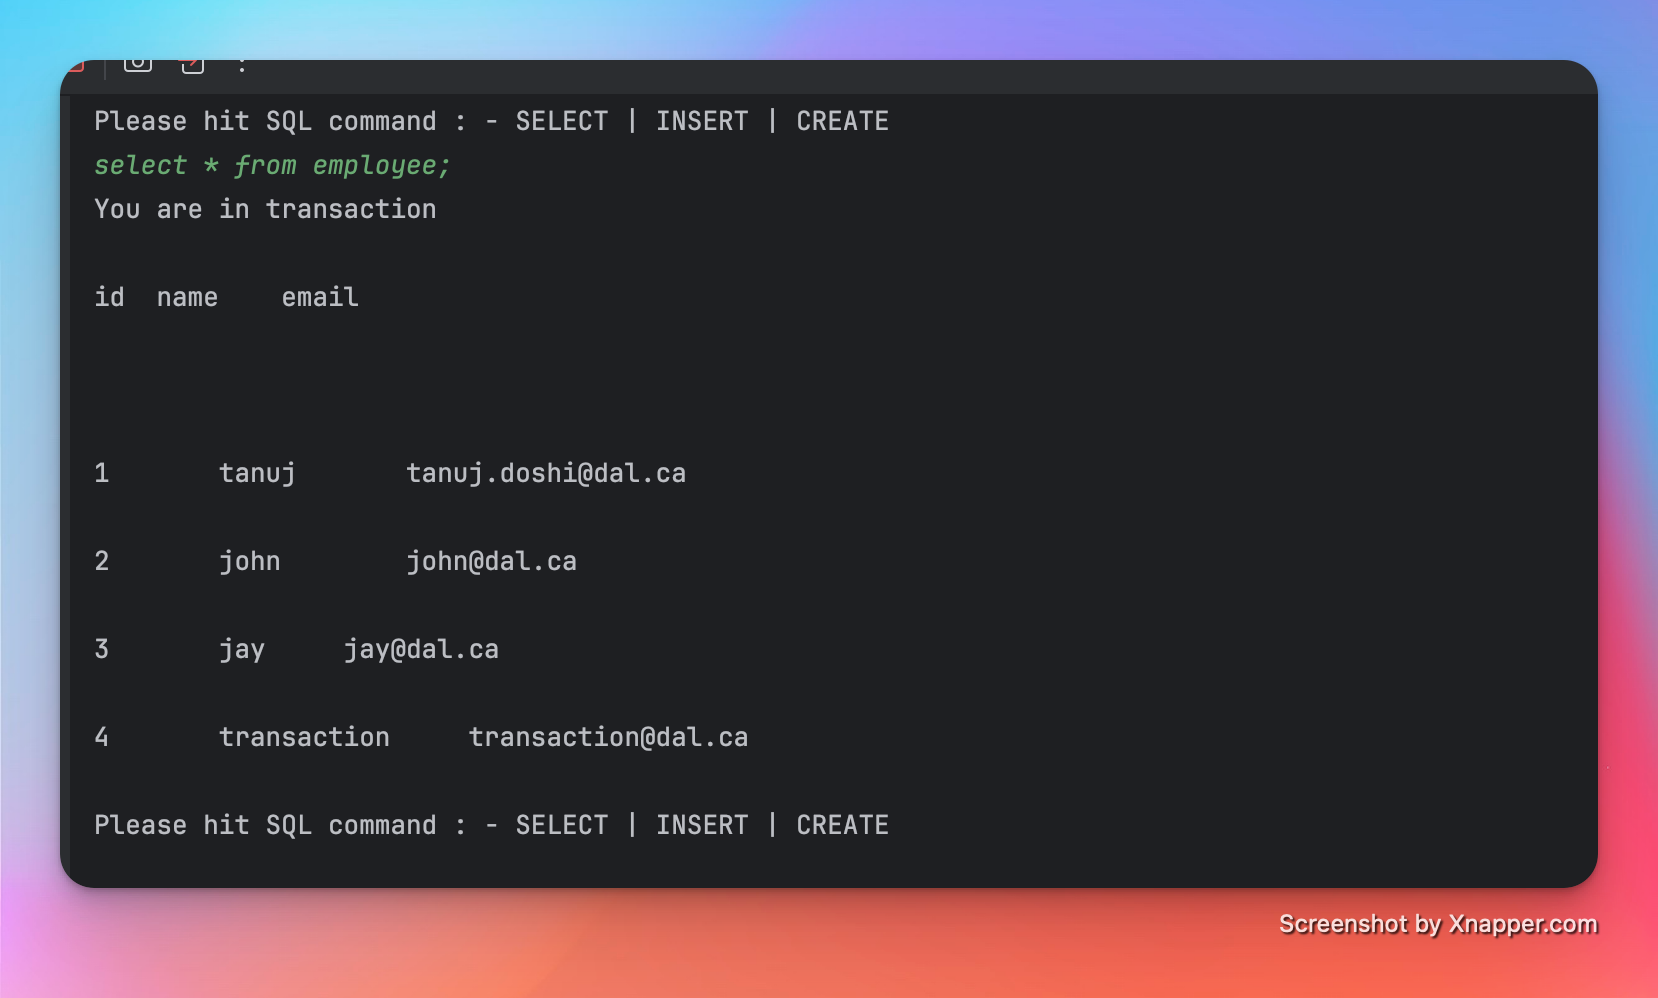 Please hit SQL command : - SELECT | INSERT | CREATE
select * from employee;
You are in transaction
id  name    email
1       tanuj       tanuj.doshi@dal.ca
2       john        john@dal.ca
3       jay     jay@dal.ca
4       transaction     transaction@dal.ca
Please hit SQL command : - SELECT | INSERT | CREATE
Screenshot by Xnapper.com